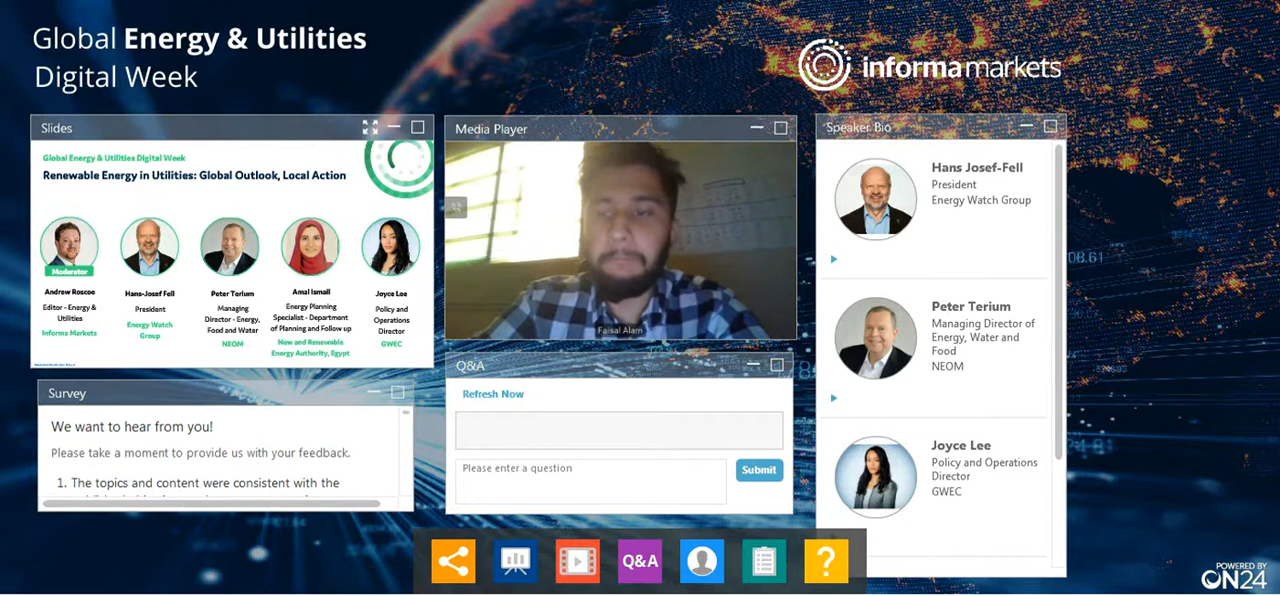 Global Energy & Utilities
Digital Week
informa markets
Slides
Global Energy & Utilities Digital Week
Renewable Energy in Utilities: Global Outlook, Local Action
Moderator
Andrew Roscoe
Editor - Energy &
Utilities
Informa Markets
Hans-Josef Fell
President
Energy Watch
Group
Peter Terium
Managing
Director - Energy,
Food and Water
NEOM
Amal Ismail
Energy Planning
Specialist - Department
of Planning and Follow up
New and Renewable
Energy Authority, Egypt
Joyce Lee
Policy and
Operations
Director
GWEC
Media Player
Faisal Alam
Speaker Bio
Hans Josef-Fell
President
Energy Watch Group
Peter Terium
Managing Director of
Energy, Water and
Food
NEOM
Joyce Lee
Policy and Operations
Director
GWEC
Survey
We want to hear from you!
Please take a moment to provide us with your feedback.
1. The topics and content were consistent with the
Q&A
Refresh Now
Please enter a question
Submit
Q&A
?
POWERED BY
ON24